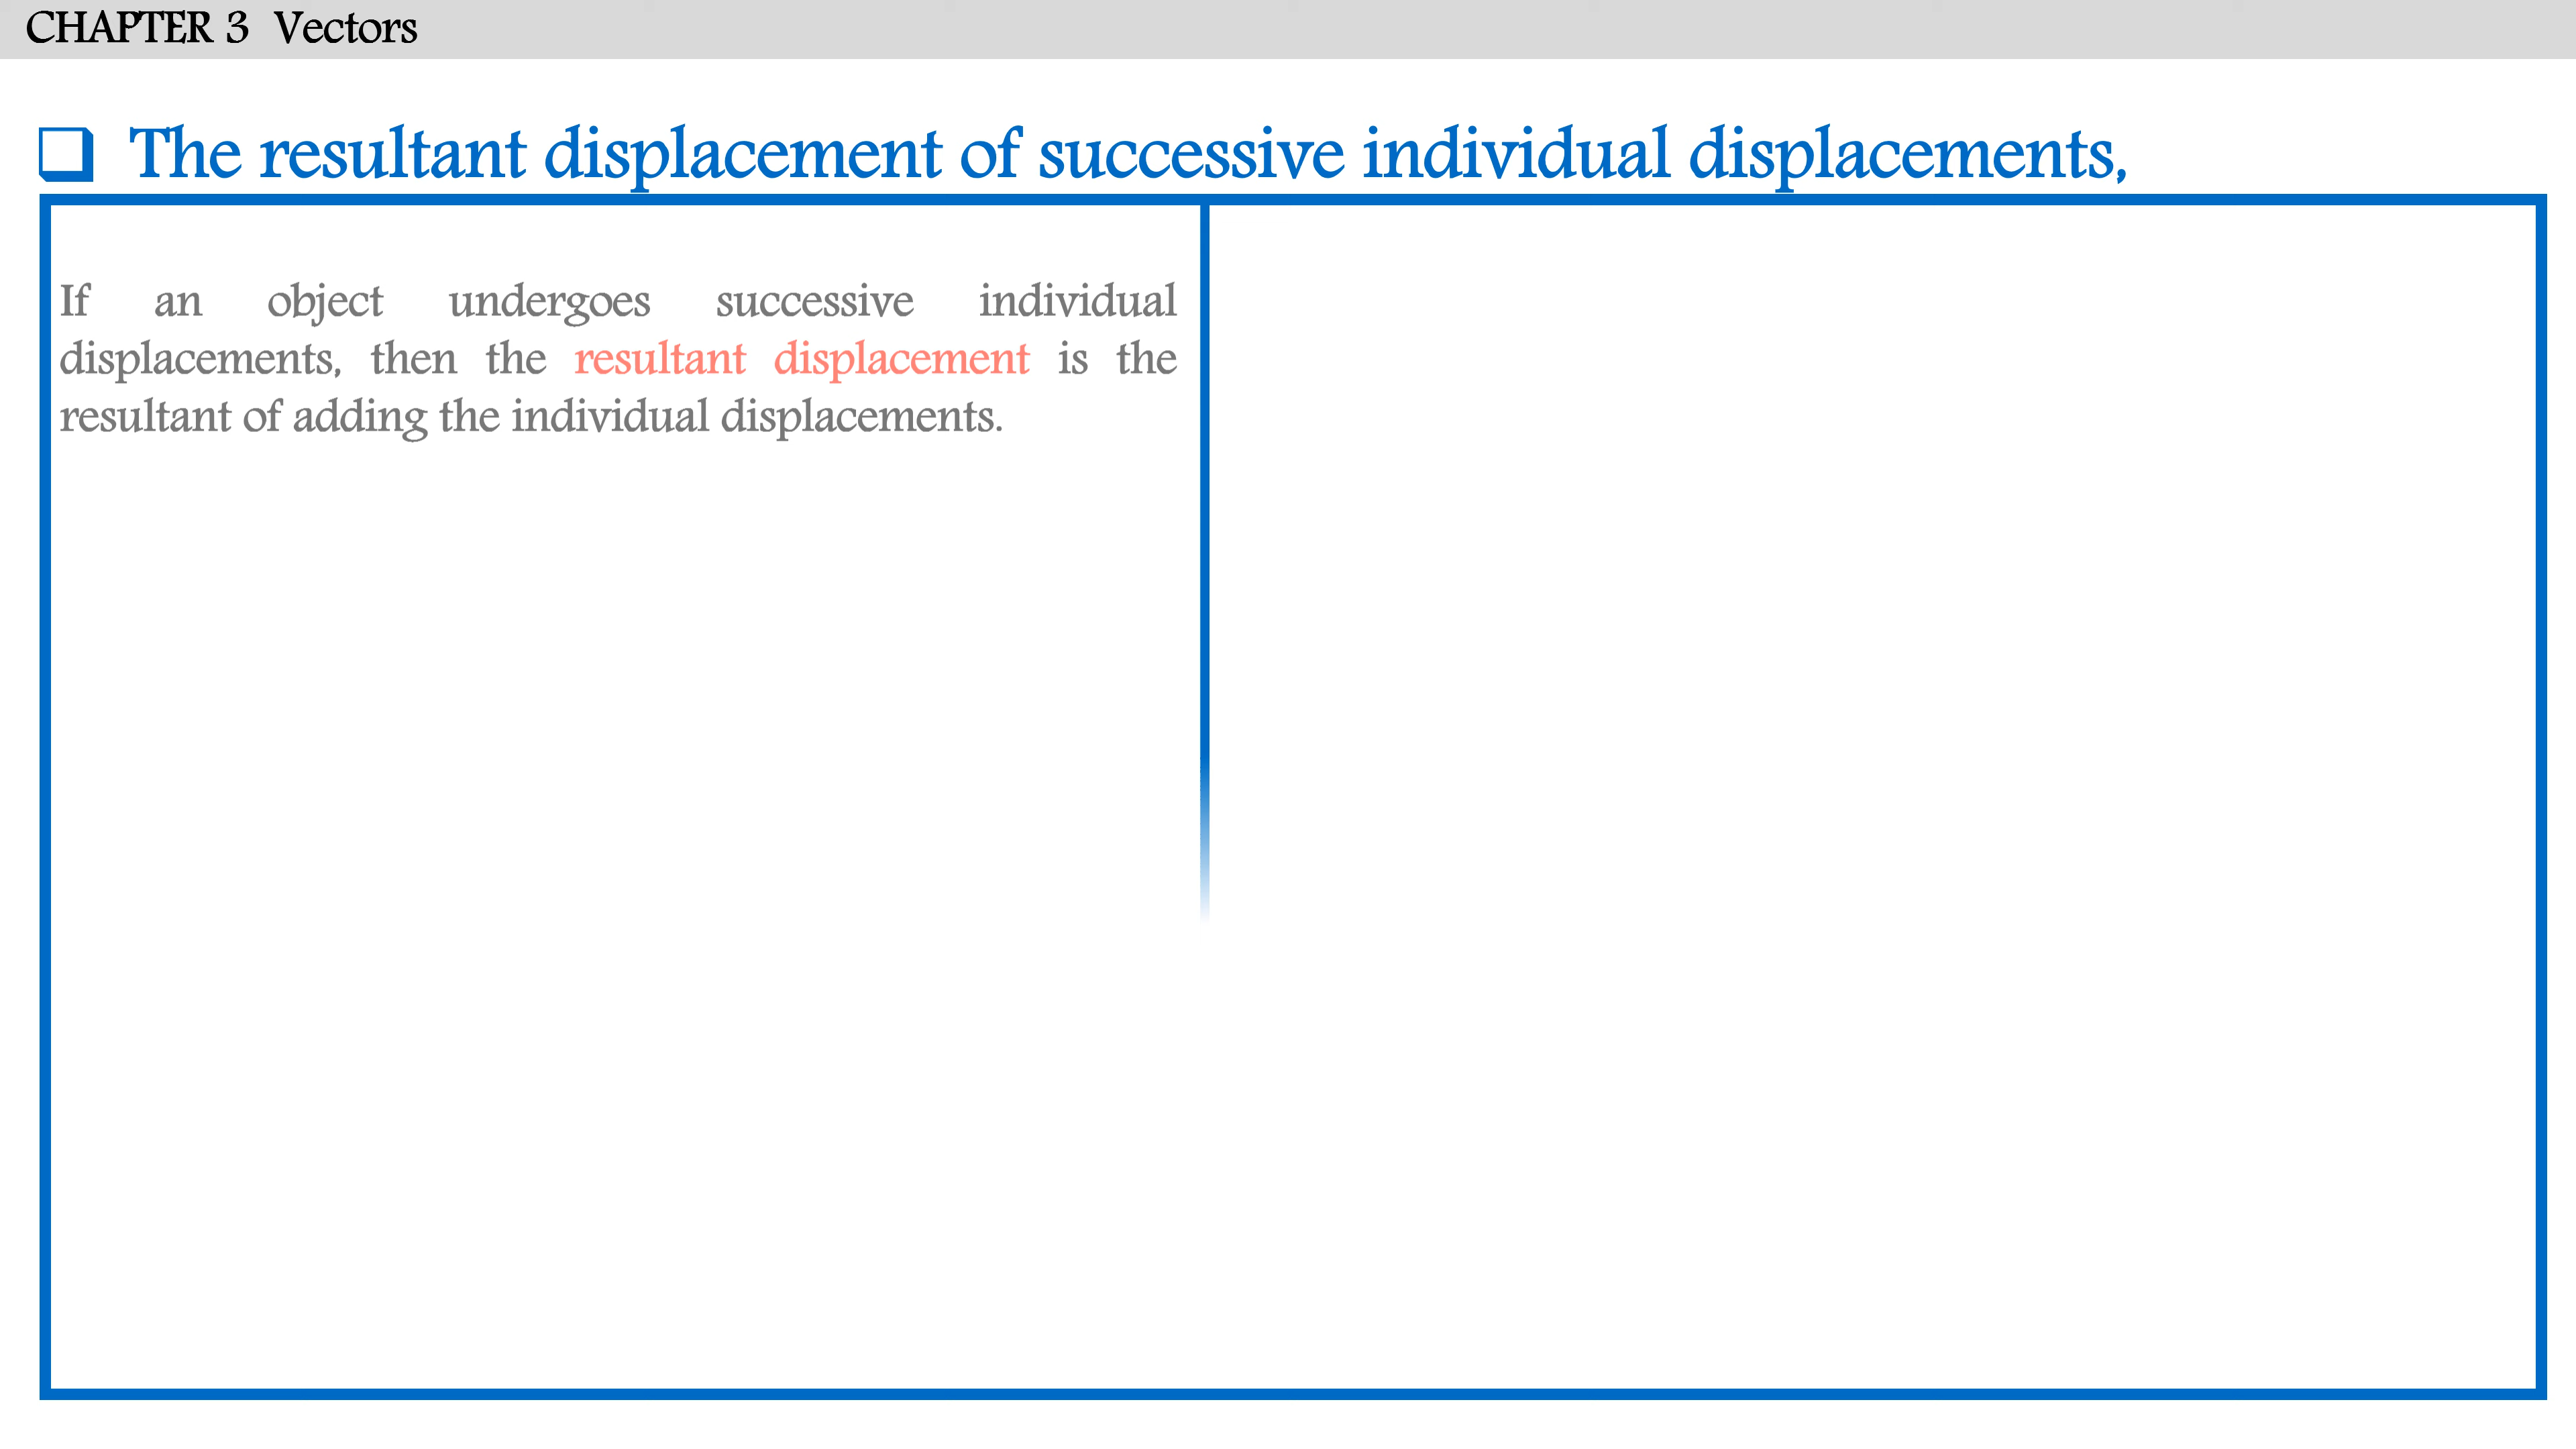 CHAPTER 3 Vectors
The resultant displacement of successive individual displacements,
If an object undergoes successive individual
displacements, then the resultant displacement is the
resultant of adding the individual displacements.